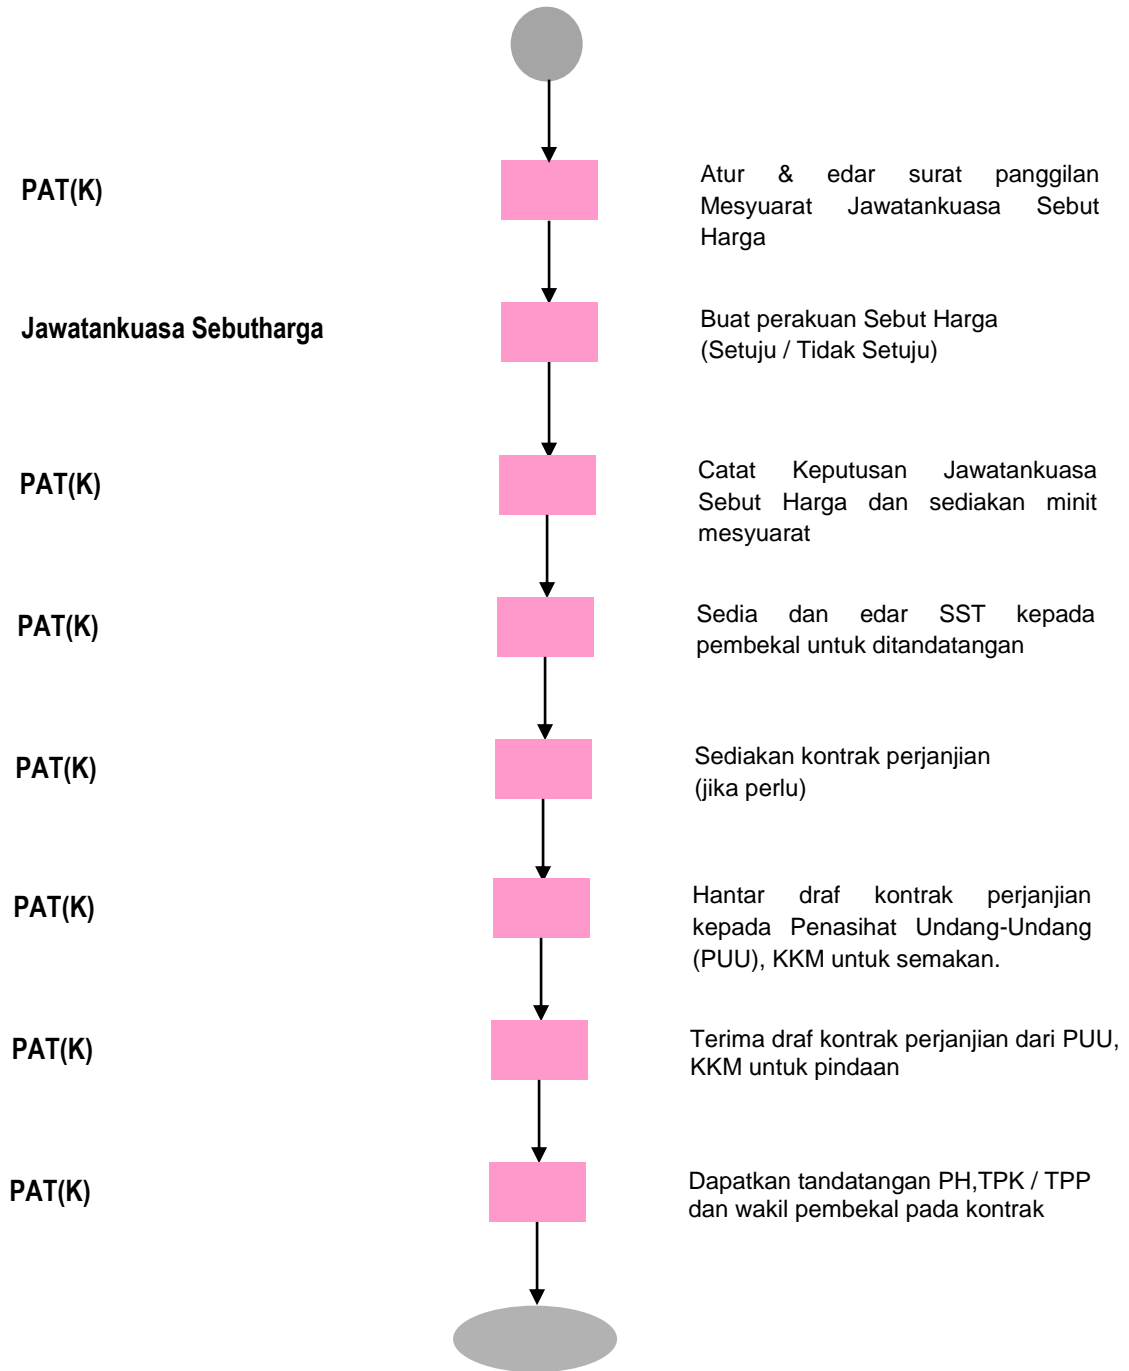 PAT(K)
Atur & edar surat panggilan
Mesyuarat Jawatankuasa Sebut
Harga
Jawatankuasa Sebutharga
Buat perakuan Sebut Harga
(Setuju / Tidak Setuju)
PAT(K)
Catat Keputusan Jawatankuasa
Sebut Harga dan sediakan minit
mesyuarat
PAT(K)
Sedia dan edar SST kepada
pembekal untuk ditandatangan
PAT(K)
Sediakan kontrak perjanjian
(jika perlu)
PAT(K)
Hantar draf kontrak perjanjian
kepada Penasihat Undang-Undang
(PUU), KKM untuk semakan.
PAT(K)
Terima draf kontrak perjanjian dari PUU,
KKM untuk pindaan
PAT(K)
Dapatkan tandatangan PH,TPK / TPP
dan wakil pembekal pada kontrak